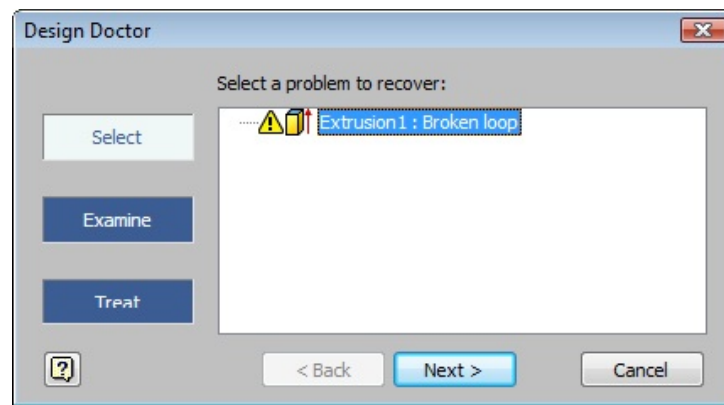 Design Doctor
Select a problem to recover:
Select
Extrusion1 : Broken loop
Examine
Treat
< Back
Next >
Cancel